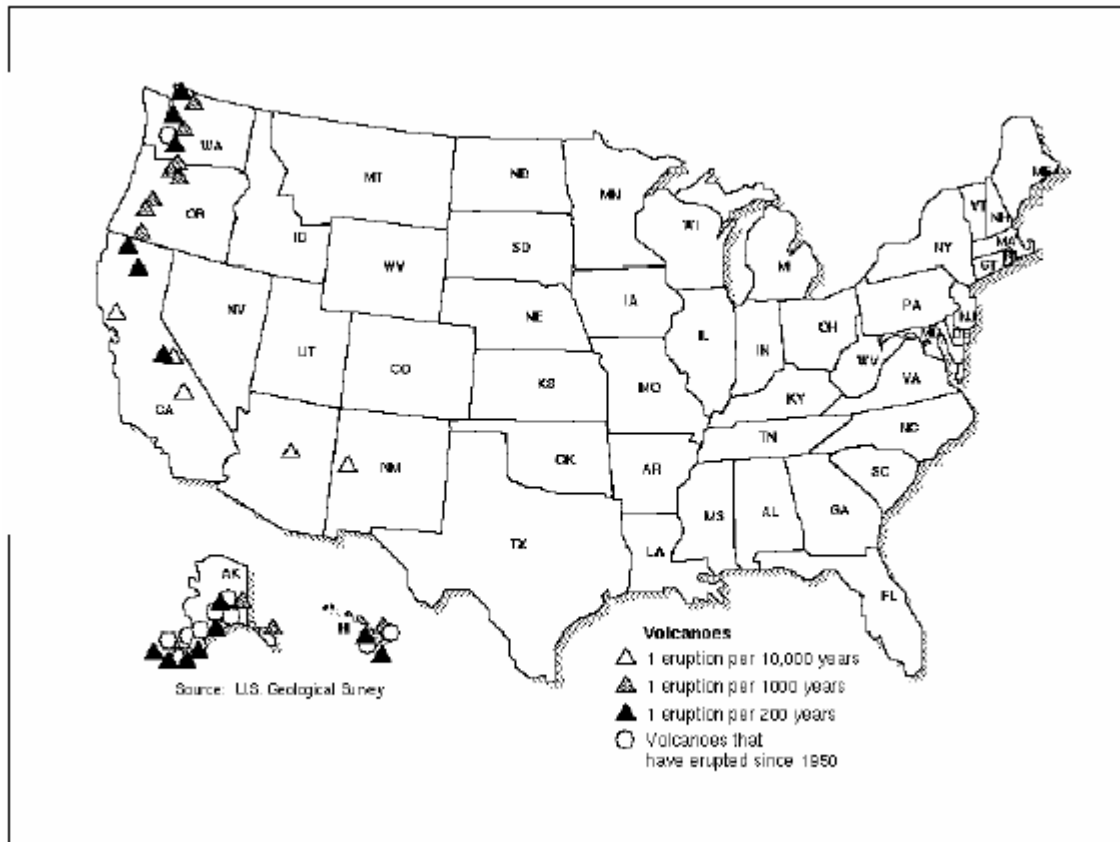 WA
MT
ND
MN
ME
VT
NH
OR
ID
SD
WI
NY
MA
WY
MI
CT
NV
IA
PA
NJ
NE
OH
UT
IL
IN
CO
WV
KS
MO
VA
CA
KY
NC
TN
OK
NM
AR
SC
MS
AL
GA
TX
LA
AK
FL
HI
Volcanoes
1 eruption per 10,000 years
1 eruption per 1000 years
Source: U.S. Geological Survey
1 eruption per 200 years
Volcanoes that
have erupted since 1950